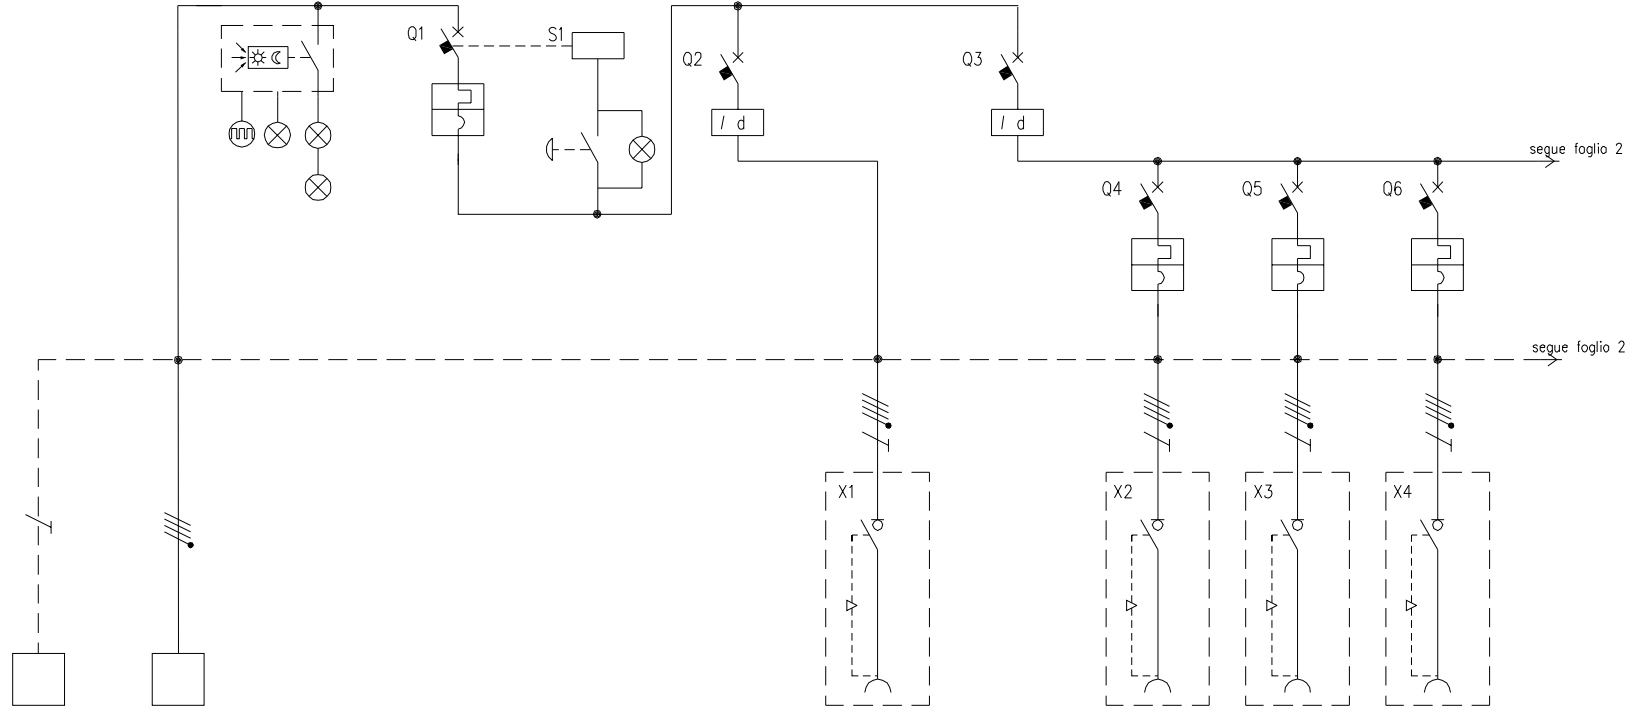 Q1
S1
Q2
Q3
I d
I d
segue foglio 2
Q4
Q5
Q6
segue foglio 2
X1
X2
X3
X4